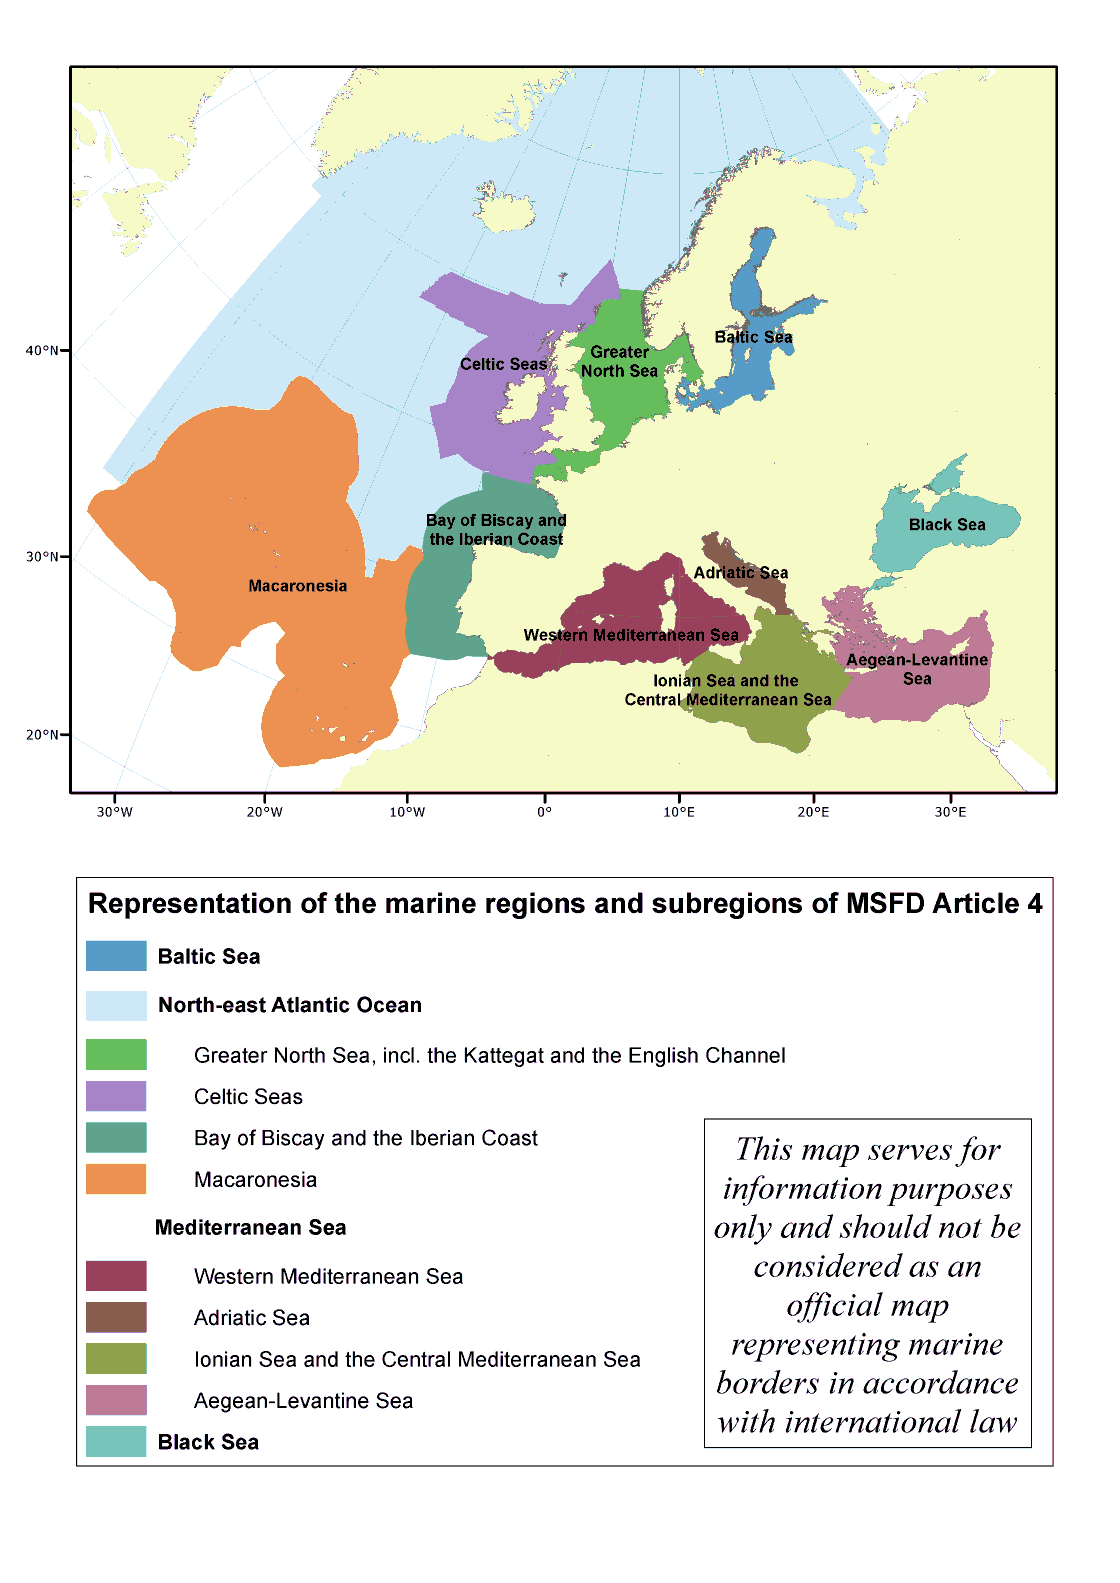 40°N
30°N
20°N
30°W
20°W
10°W
0°
10°E
20°E
30°E
Baltic Sea
Greater
North Sea
Celtic Seas
Bay of Biscay and
the Iberian Coast
Black Sea
Adriatic Sea
Macaronesia
Western Mediterranean Sea
Aegean-Levantine
Sea
Ionian Sea and the
Central Mediterranean Sea
Representation of the marine regions and subregions of MSFD Article 4
Baltic Sea
North-east Atlantic Ocean
Greater North Sea, incl. the Kattegat and the English Channel
Celtic Seas
Bay of Biscay and the Iberian Coast
Macaronesia
Mediterranean Sea
Western Mediterranean Sea
Adriatic Sea
Ionian Sea and the Central Mediterranean Sea
Aegean-Levantine Sea
Black Sea
This map serves for
information purposes
only and should not be
considered as an
official map
representing marine
borders in accordance
with international law